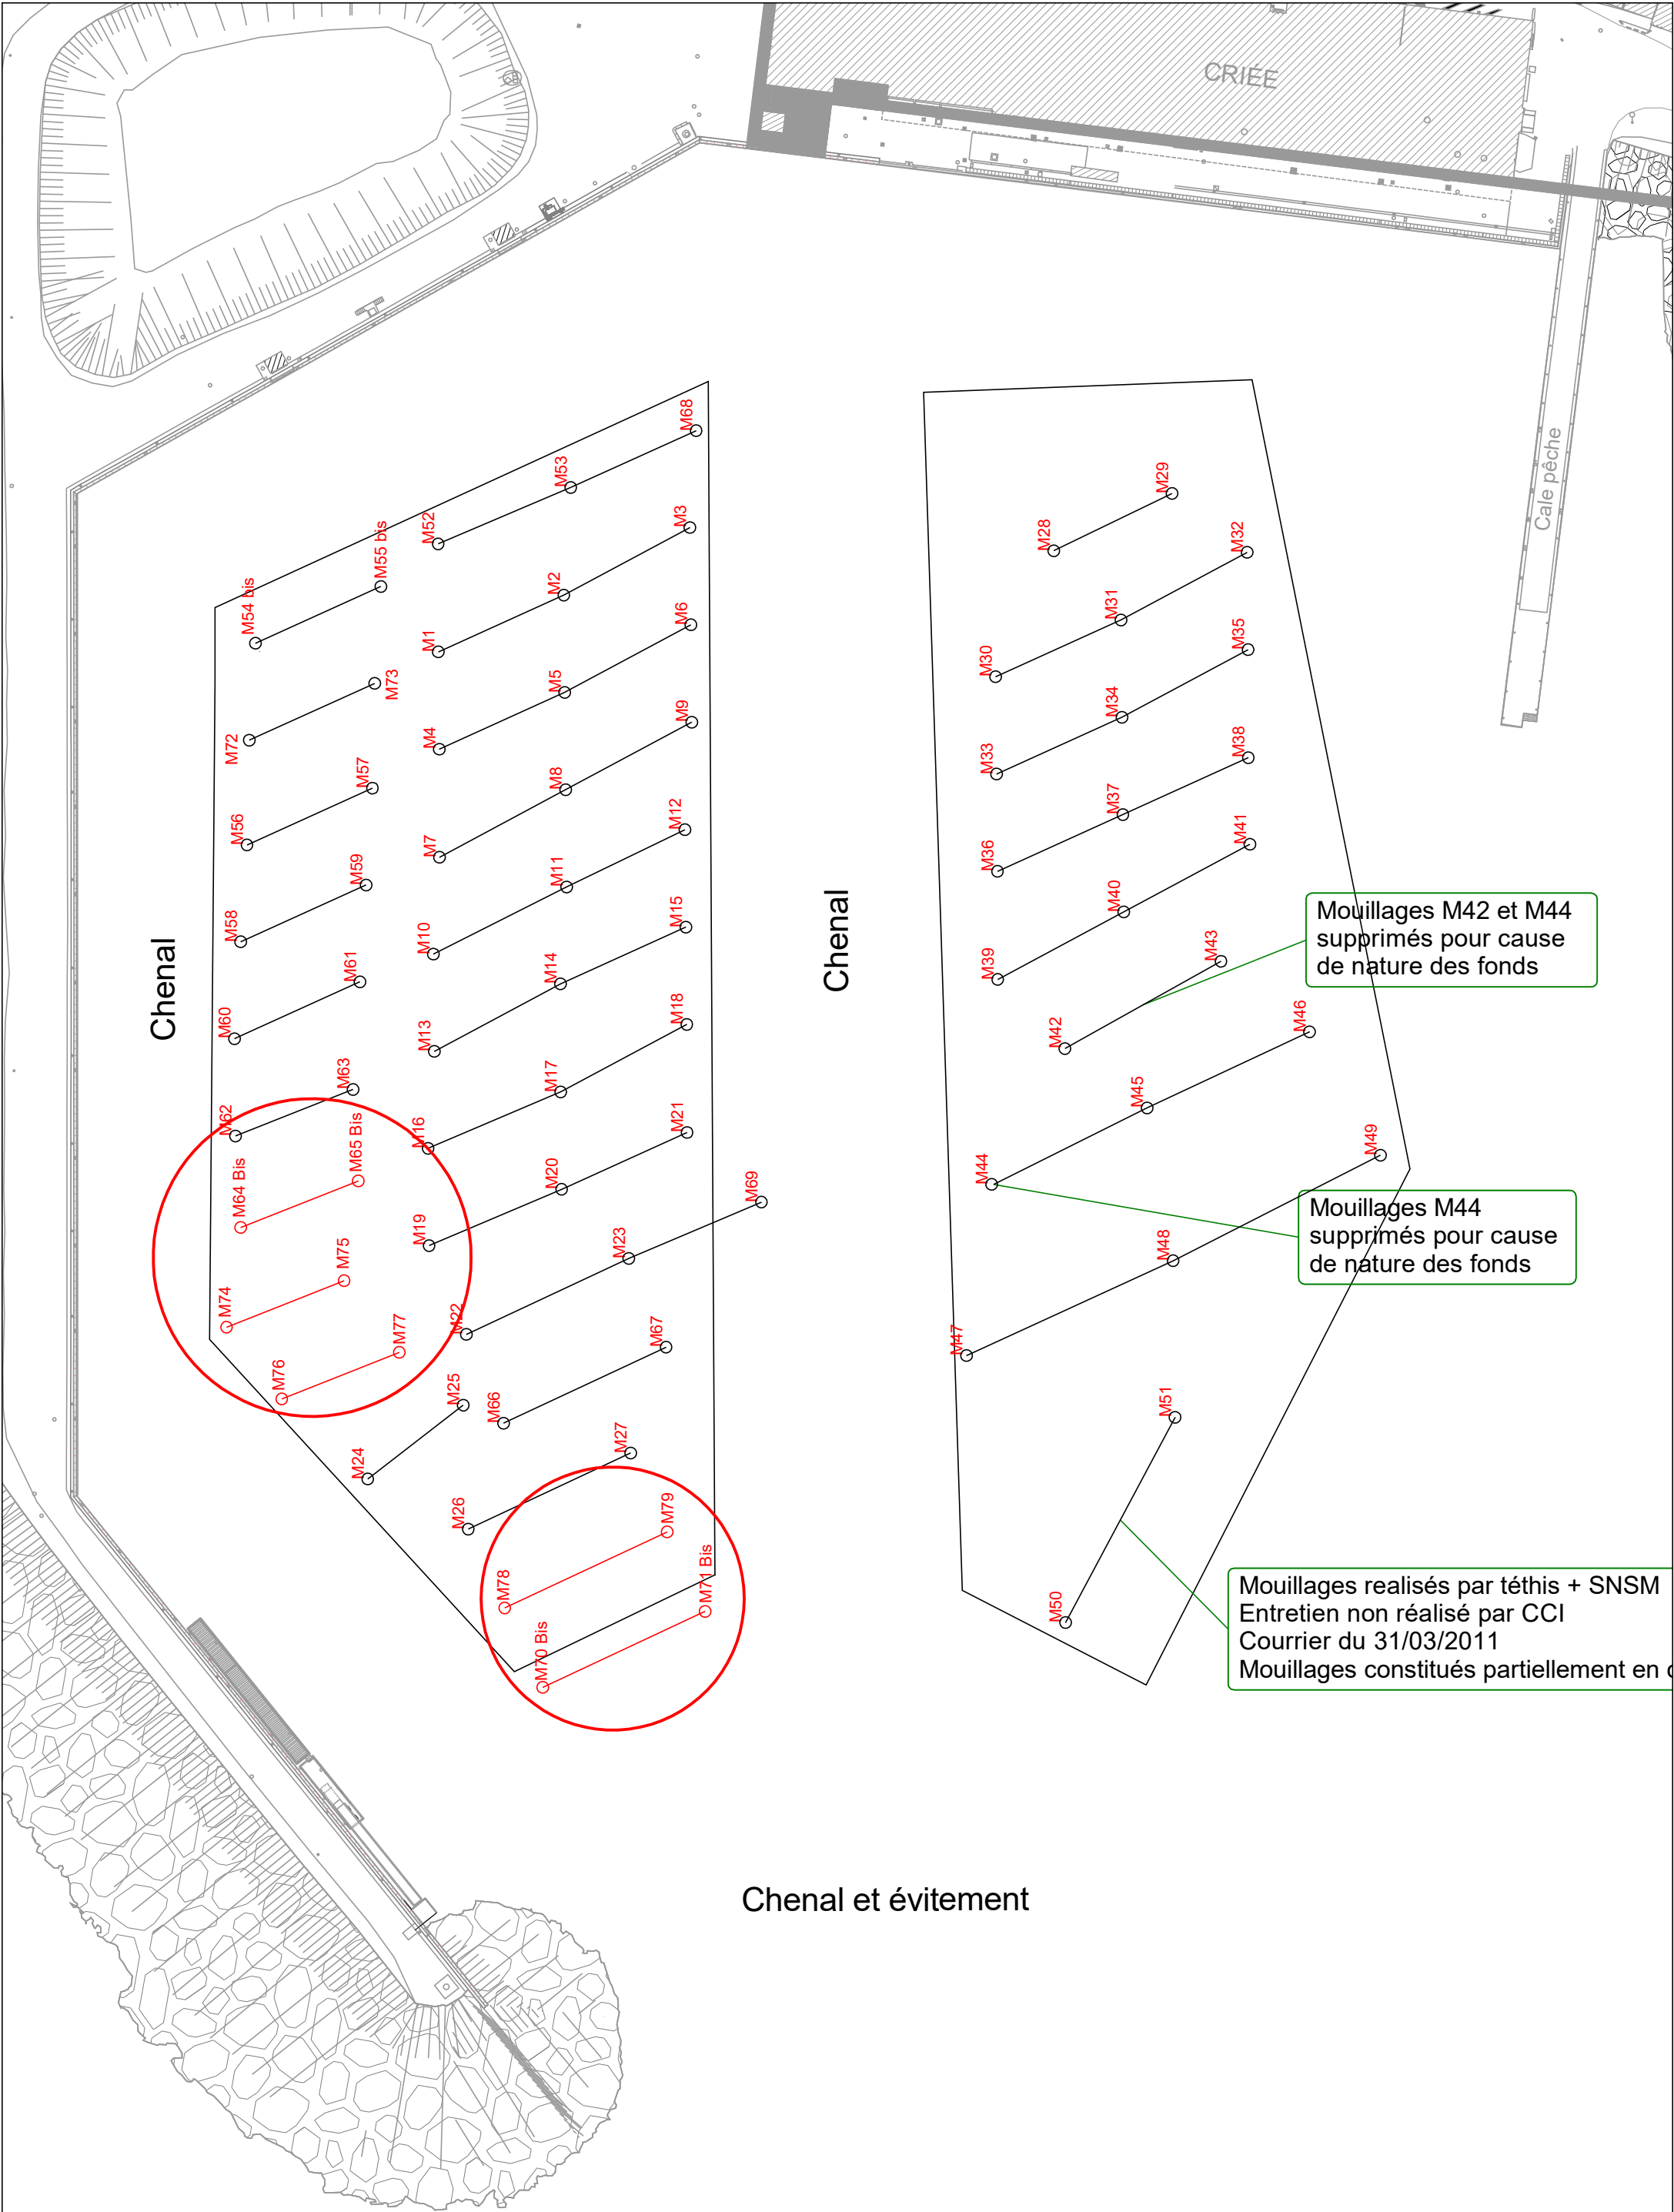 CRIÉE
Cale pêche
M68
M53
M52
M3
M55 bis
M54 bis
M2
M1
M6
M73
M72
M5
M4
M9
M57
M56
M8
M7
M12
M59
M58
M11
M10
M15
M61
M60
M14
M13
M18
M63
M62
M17
M16
M21
M65 Bis
M64 Bis
M20
M19
M69
M23
M22
M75
M74
M77
M76
M67
M66
M25
M24
M27
M26
M79
M78
M71 Bis
M70 Bis
Chenal
Chenal
M29
M28
M32
M31
M30
M35
M34
M33
M38
M37
M36
M41
M40
M39
M43
M42
M46
M45
M44
M49
M48
M47
M51
M50
Mouillages M42 et M44
supprimés pour cause
de nature des fonds
Mouillages M44
supprimés pour cause
de nature des fonds
Mouillages realisés par téthis + SNSM
Entretien non réalisé par CCI
Courrier du 31/03/2011
Mouillages constitués partiellement en
Chenal et évitement